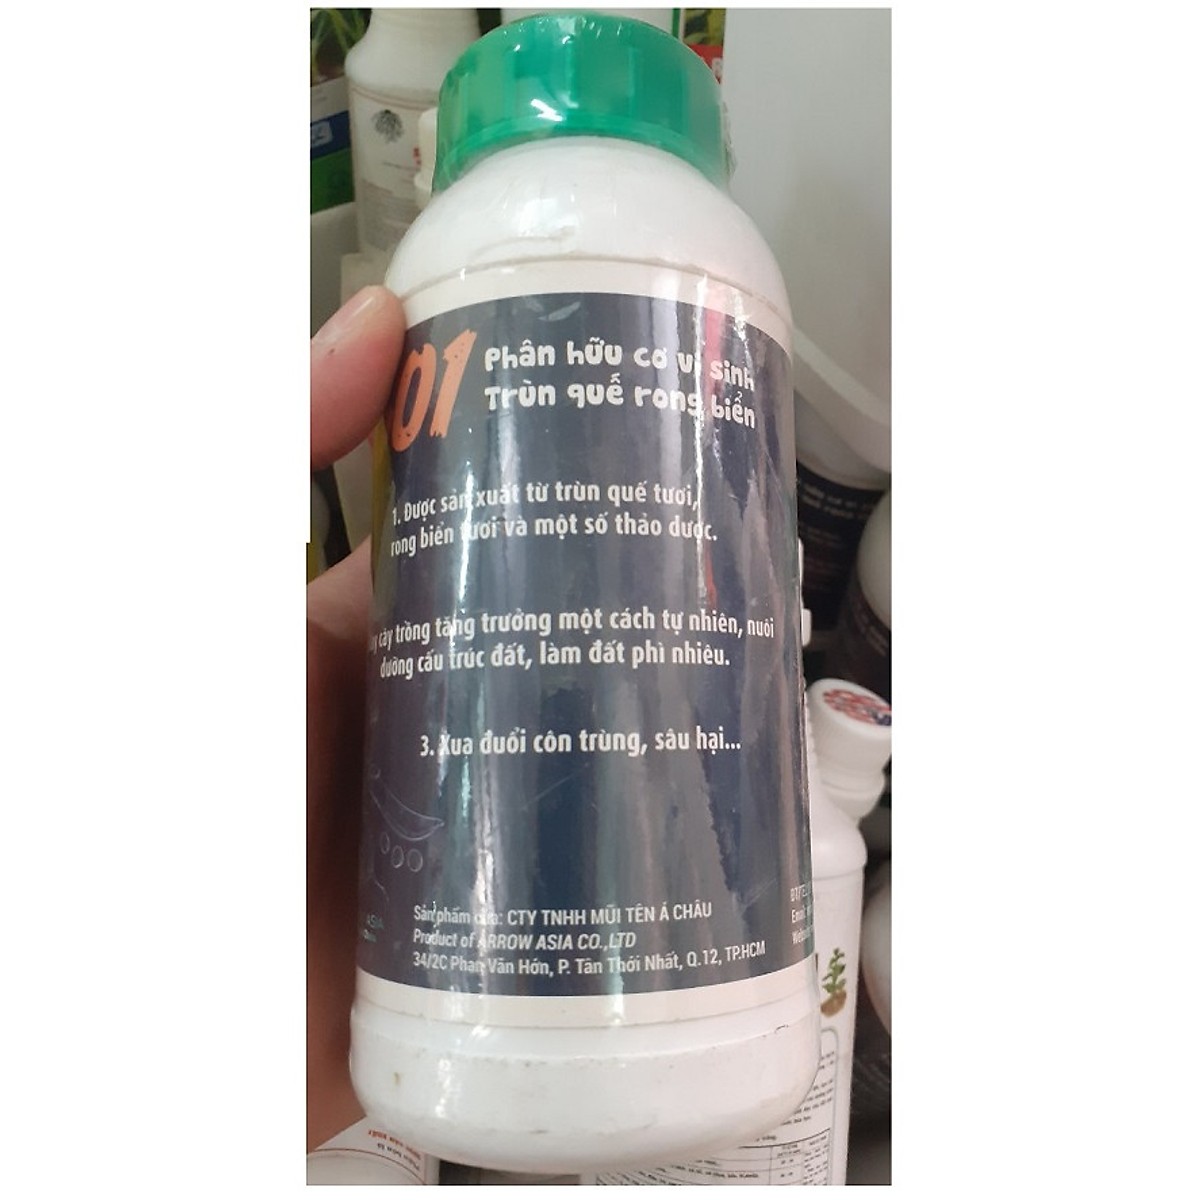 01
Phân hữu cơ vi sinh
Trùn quế rong biển
1. Được sản xuất từ trùn quế tươi,
rong biển tươi và một số thảo dược.
cây trồng tăng trưởng một cách tự nhiên, nuôi
dưỡng cấu trúc đất, làm đất phì nhiêu.
3. Xua đuổi côn trùng, sâu hại...
ASIA
Sản phẩm của: CTY TNHH MŨI TÊN Á CHÂU
Product of ARROW ASIA CO.,LTD
34/2C Phan Văn Hớn, P. Tân Thới Nhất, Q.12, TP.HCM